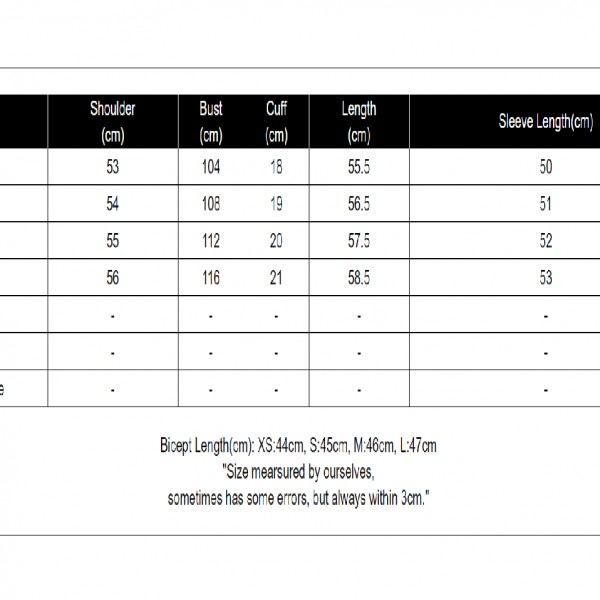 Shoulder (cm) Bust (cm) Cuff (cm) Length (cm) Sleeve Length(cm)
53 104 18 55.5 50
54 108 19 56.5 51
55 112 20 57.5 52
56 116 21 58.5 53
- - - - -
- - - - -
e - - - - -
Bicept Length(cm): XS:44cm, S:45cm, M:46cm, L:47cm
"Size mearsured by ourselves,
sometimes has some errors, but always within 3cm."